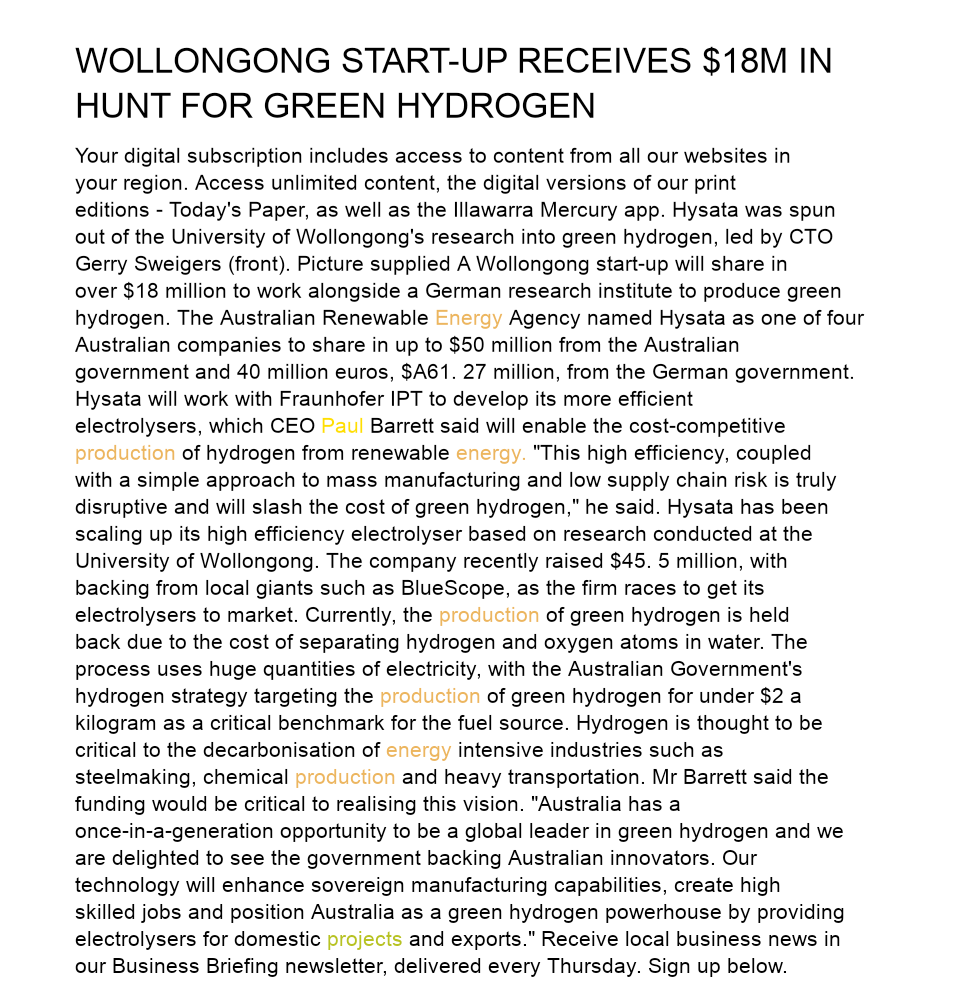 WOLLONGONG START-UP RECEIVES $18M IN
HUNT FOR GREEN HYDROGEN
Your digital subscription includes access to content from all our websites in
your region. Access unlimited content, the digital versions of our print
editions - Today's Paper, as well as the Illawarra Mercury app. Hysata was spun
out of the University of Wollongong's research into green hydrogen, led by CTO
Gerry Sweigers (front). Picture supplied A Wollongong start-up will share in
over $18 million to work alongside a German research institute to produce green
hydrogen. The Australian Renewable Energy Agency named Hysata as one of four
Australian companies to share in up to $50 million from the Australian
government and 40 million euros, $A61. 27 million, from the German government.
Hysata will work with Fraunhofer IPT to develop its more efficient
electrolysers, which CEO Paul Barrett said will enable the cost-competitive
production of hydrogen from renewable energy. "This high efficiency, coupled
with a simple approach to mass manufacturing and low supply chain risk is truly
disruptive and will slash the cost of green hydrogen," he said. Hysata has been
scaling up its high efficiency electrolyser based on research conducted at the
University of Wollongong. The company recently raised $45. 5 million, with
backing from local giants such as BlueScope, as the firm races to get its
electrolysers to market. Currently, the production of green hydrogen is held
back due to the cost of separating hydrogen and oxygen atoms in water. The
process uses huge quantities of electricity, with the Australian Government's
hydrogen strategy targeting the production of green hydrogen for under $2 a
kilogram as a critical benchmark for the fuel source. Hydrogen is thought to be
critical to the decarbonisation of energy intensive industries such as
steelmaking, chemical production and heavy transportation. Mr Barrett said the
funding would be critical to realising this vision. "Australia has a
once-in-a-generation opportunity to be a global leader in green hydrogen and we
are delighted to see the government backing Australian innovators. Our
technology will enhance sovereign manufacturing capabilities, create high
skilled jobs and position Australia as a green hydrogen powerhouse by providing
electrolysers for domestic projects and exports." Receive local business news in
our Business Briefing newsletter, delivered every Thursday. Sign up below.